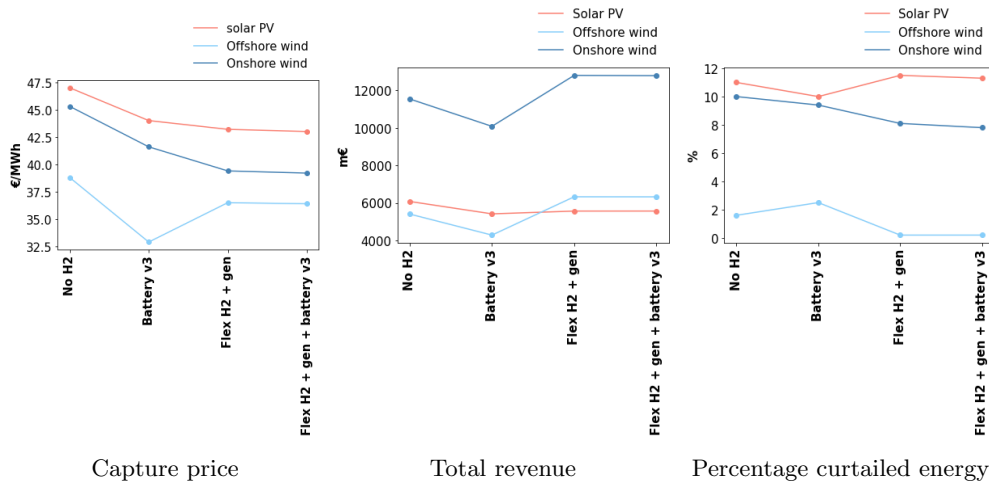 solar PV
Offshore wind
Onshore wind
47.5
45.0
42.5
40.0
37.5
35.0
32.5
€/MWh
No H2
Battery v3
Flex H2 + gen
Flex H2 + gen + battery v3
Capture price
Solar PV
Offshore wind
Onshore wind
12000
10000
8000
6000
4000
m€
No H2
Battery v3
Flex H2 + gen
Flex H2 + gen + battery v3
Total revenue
Solar PV
Offshore wind
Onshore wind
12
10
8
6
4
2
0
%
No H2
Battery v3
Flex H2 + gen
Flex H2 + gen + battery v3
Percentage curtailed energy